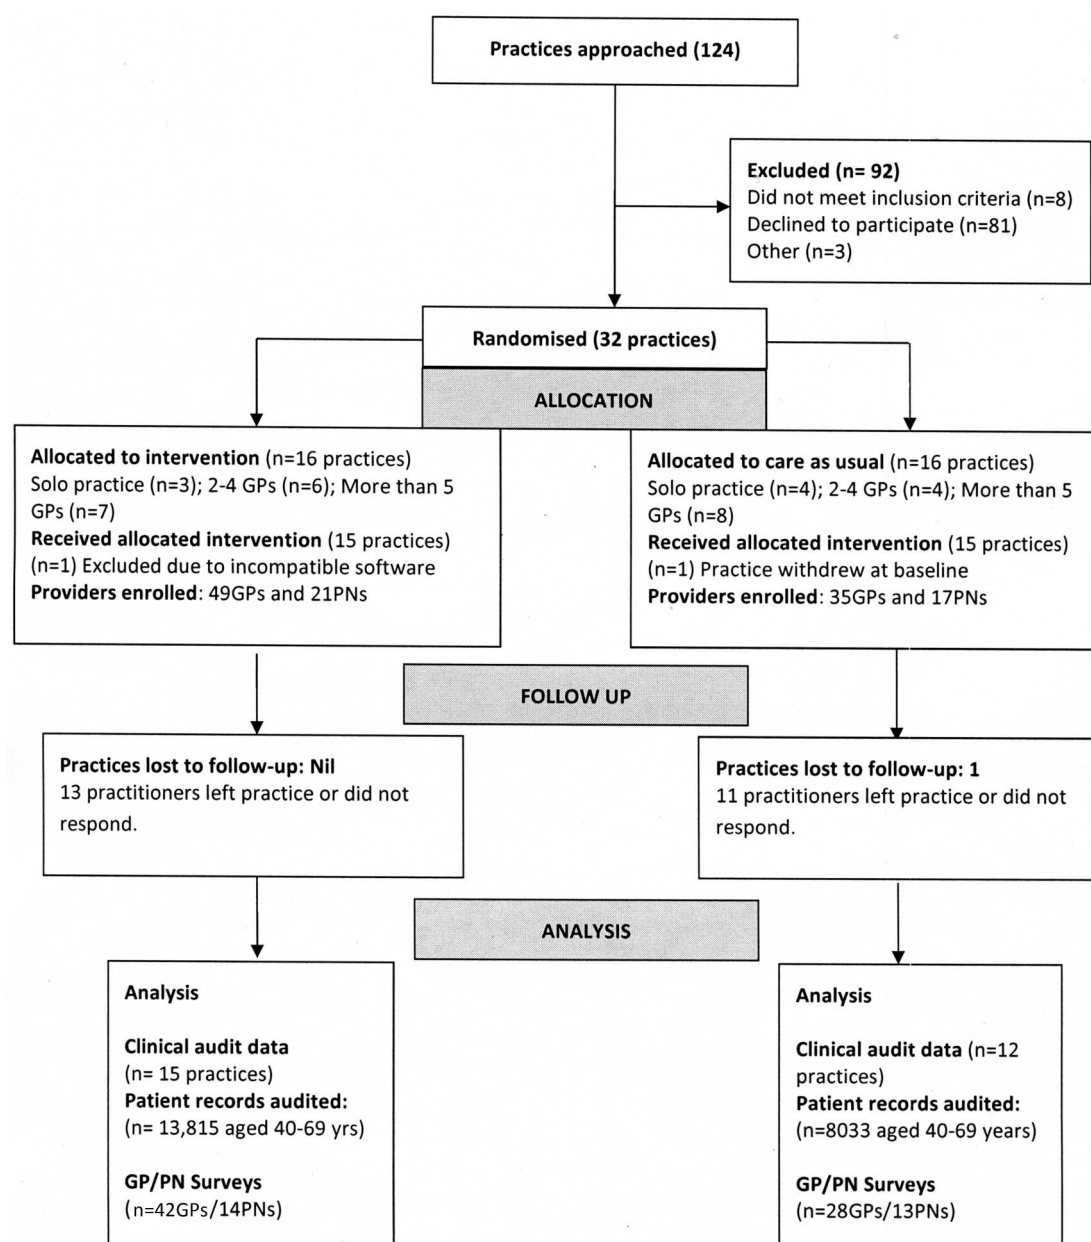 Practices approached (124)
Excluded (n= 92)
Did not meet inclusion criteria (n=8)
Declined to participate (n=81)
Other (n=3)
Randomised (32 practices)
ALLOCATION
Allocated to intervention (n=16 practices)
Solo practice (n=3); 2-4 GPs (n=6); More than 5
GPs (n=7)
Received allocated intervention (15 practices)
(n=1) Excluded due to incompatible software
Providers enrolled: 49GPs and 21PNs
Allocated to care as usual (n=16 practices)
Solo practice (n=4); 2-4 GPs (n=4); More than 5
GPs (n=8)
Received allocated intervention (15 practices)
(n=1) Practice withdrew at baseline
Providers enrolled: 35GPs and 17PNs
FOLLOW UP
Practices lost to follow-up: Nil
13 practitioners left practice or did not
respond.
Practices lost to follow-up: 1
11 practitioners left practice or did not
respond.
ANALYSIS
Analysis
Clinical audit data
(n= 15 practices)
Patient records audited:
(n= 13,815 aged 40-69 yrs)
GP/PN Surveys
(n=42GPs/14PNs)
Analysis
Clinical audit data (n=12
practices)
Patient records audited:
(n=8033 aged 40-69 years)
GP/PN Surveys
(n=28GPs/13PNs)